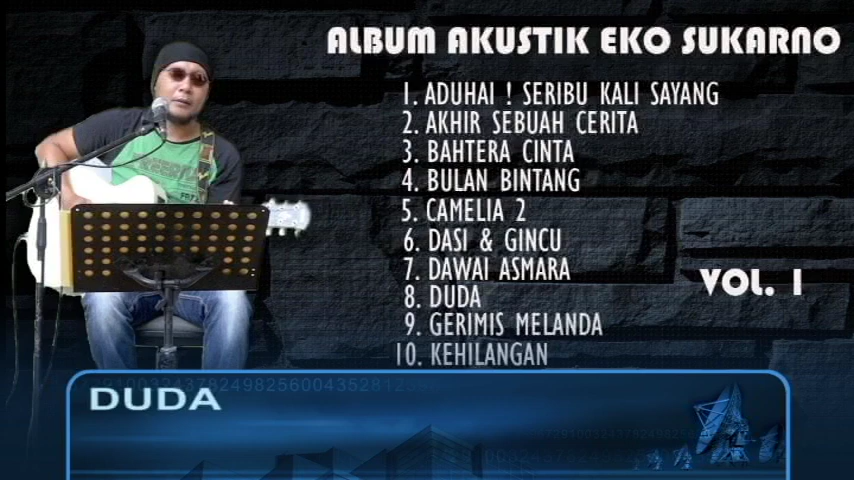 ALBUM AKUSTIK EKO SUKARNO
1. ADUHAI ! SERIBU KALI SAYANG
2. AKHIR SEBUAH CERITA
3. BAHTERA CINTA
4. BULAN BINTANG
5. CAMELIA 2
6. DASI & GINCU
7. DAWAI ASMARA
8. DUDA
9. GERIMIS MELANDA
10. KEHILANGAN
VOL. 1
DUDA